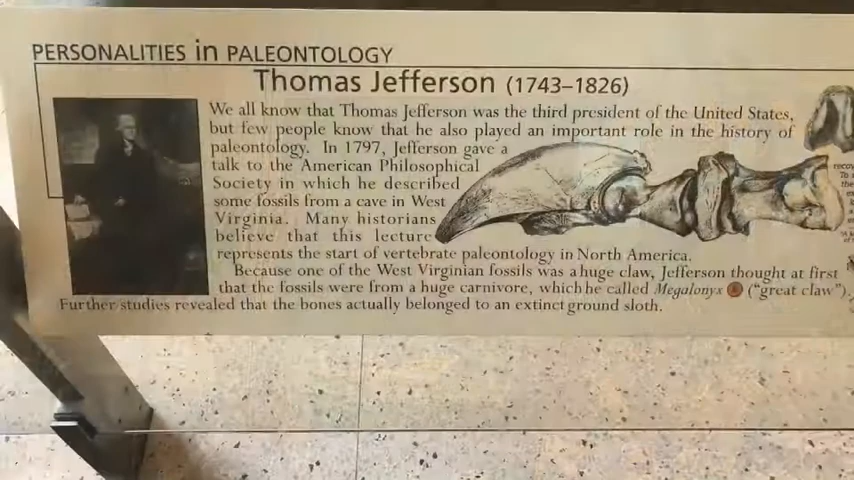 PERSONALITIES in PALEONTOLOGY
Thomas Jefferson (1743–1826)
We all know that Thomas Jefferson was the third president of the United States,
but few people know that he also played an important role in the history of
paleontology. In 1797, Jefferson gave a
talk to the American Philosophical
Society in which he described
some fossils from a cave in West
Virginia. Many historians
believe that this lecture
represents the start of vertebrate paleontology in North America.
Because one of the West Virginian fossils was a huge claw, Jefferson thought at first
that the fossils were from a huge carnivore, which he called Megalonyx ("great claw").
Further studies revealed that the bones actually belonged to an extinct ground sloth.